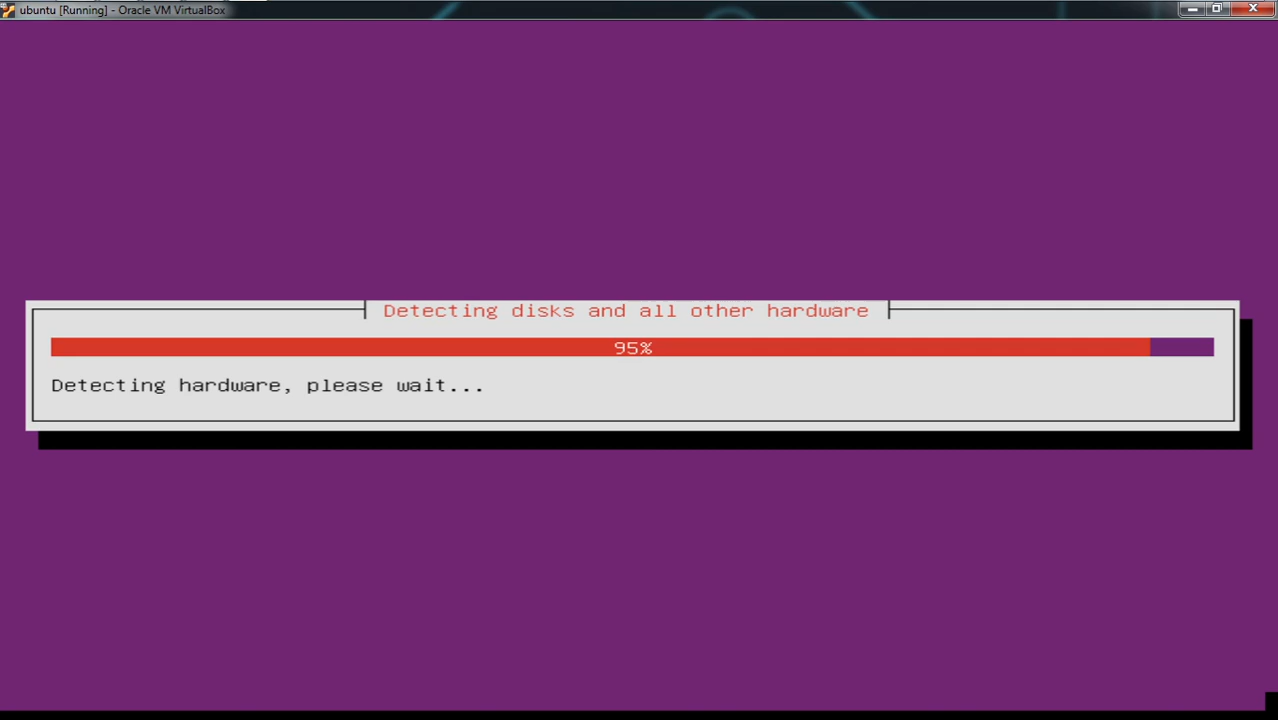 ubuntu [Running] - Oracle VM VirtualBox
Detecting disks and all other hardware
95%
Detecting hardware, please wait...